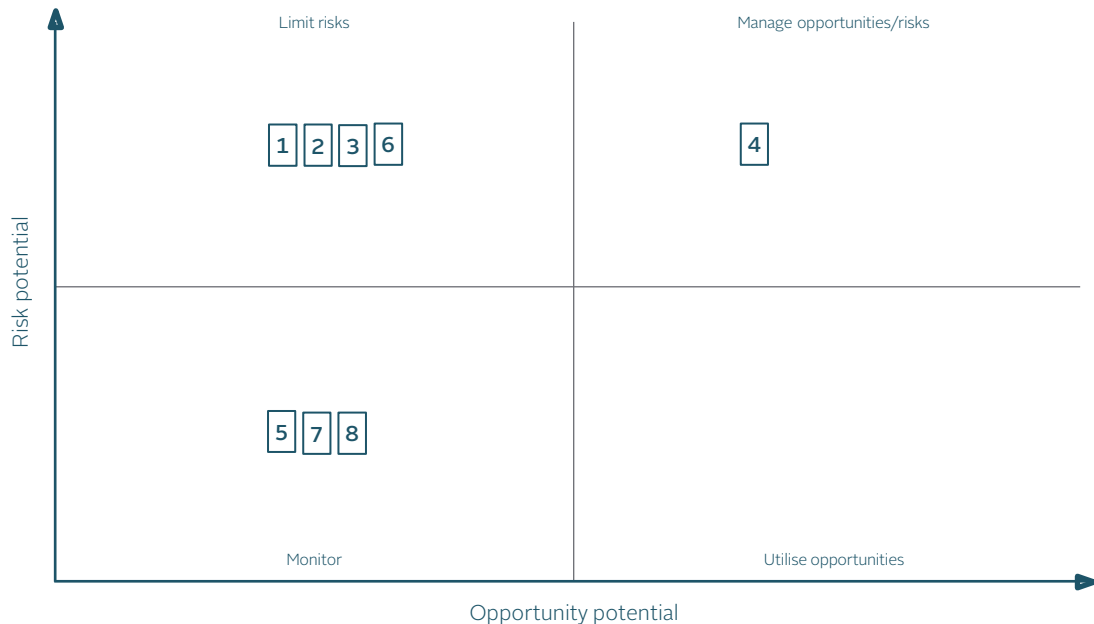 Limit risks
Manage opportunities/risks
1 2 3 6
4
Risk potential
5 7 8
Monitor
Utilise opportunities
Opportunity potential